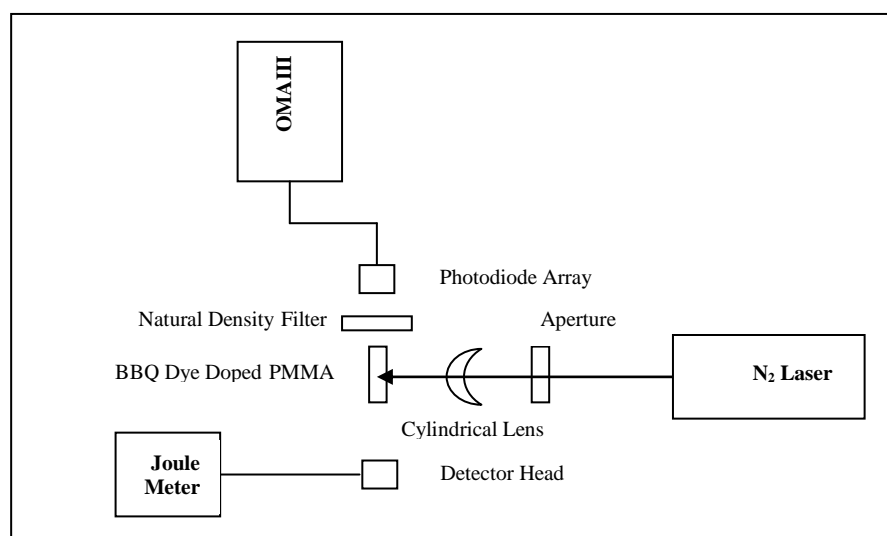 OMAIII
Photodiode Array
Natural Density Filter
Aperture
BBQ Dye Doped PMMA
N₂ Laser
Cylindrical Lens
Joule
Meter
Detector Head